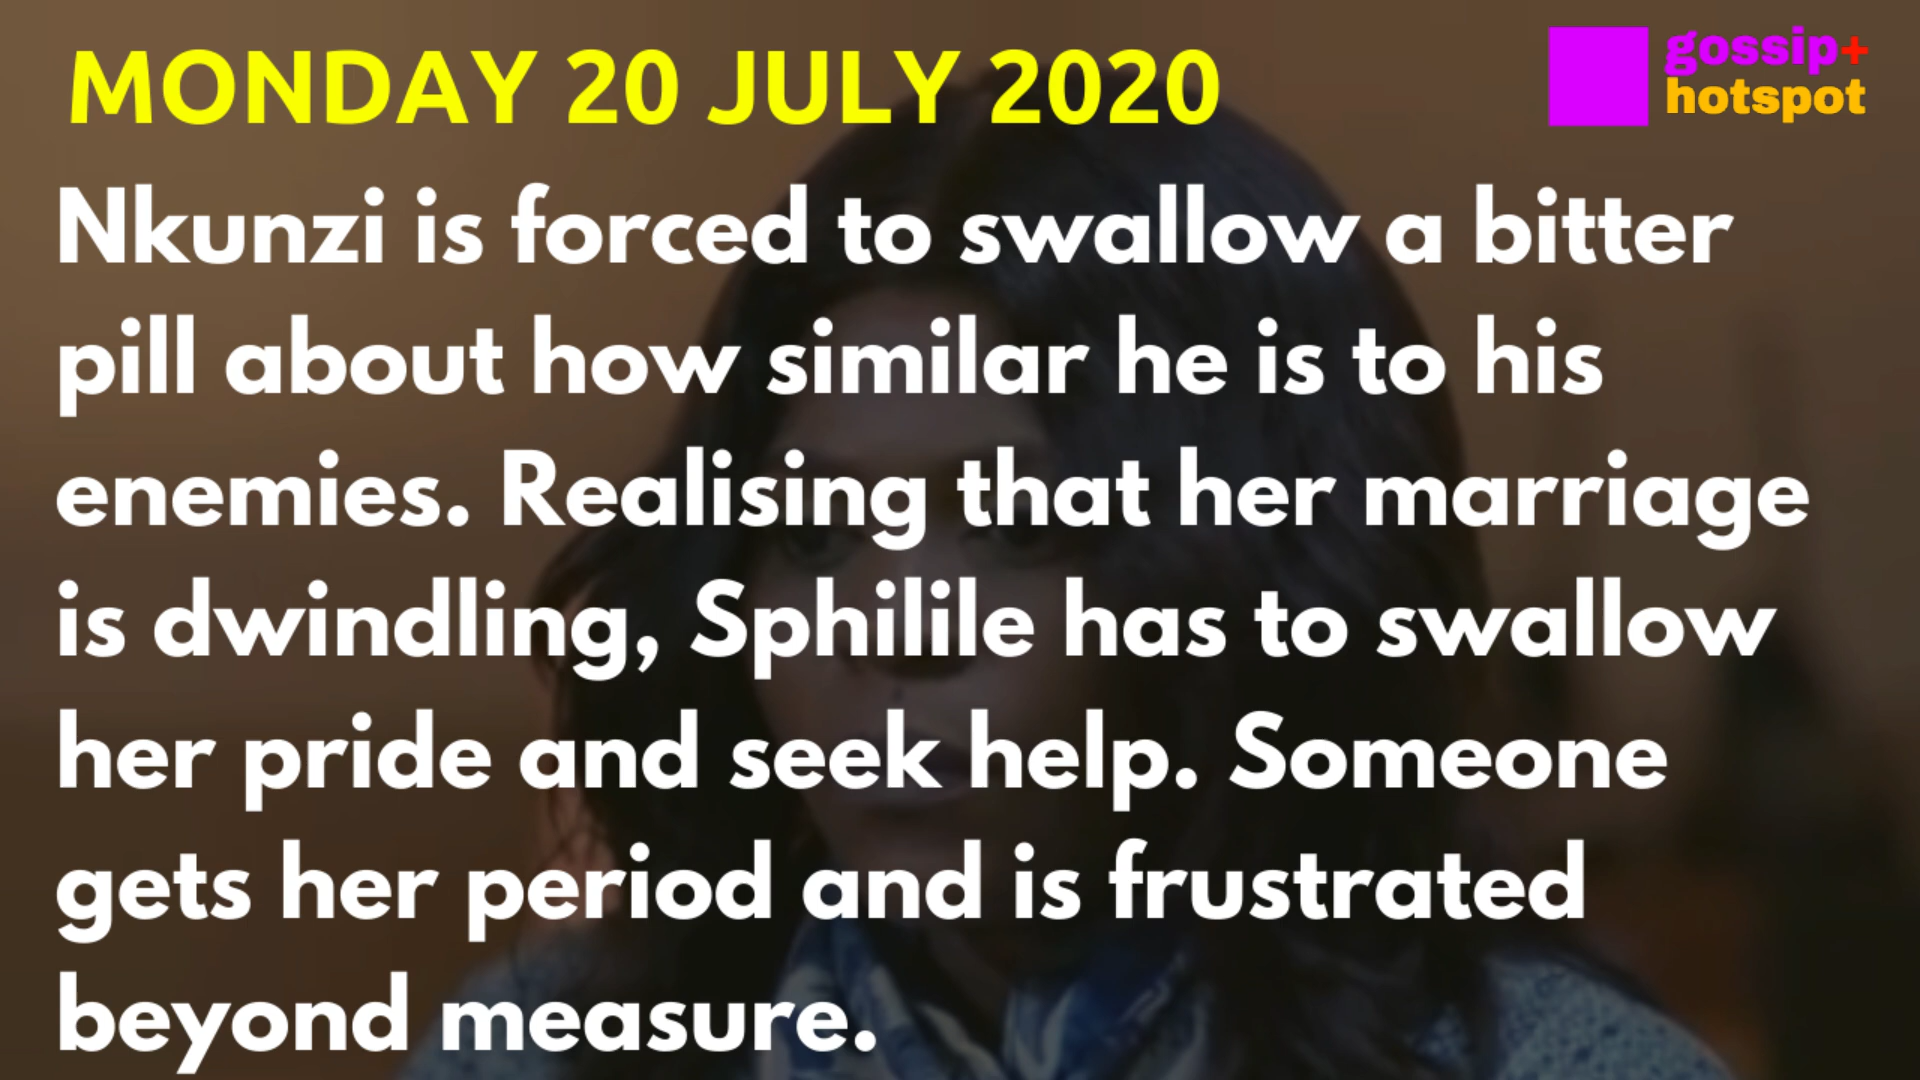 MONDAY 20 JULY 2020
gossip+
hotspot
Nkunzi is forced to swallow a bitter
pill about how similar he is to his
enemies. Realising that her marriage
is dwindling, Sphilile has to swallow
her pride and seek help. Someone
gets her period and is frustrated
beyond measure.